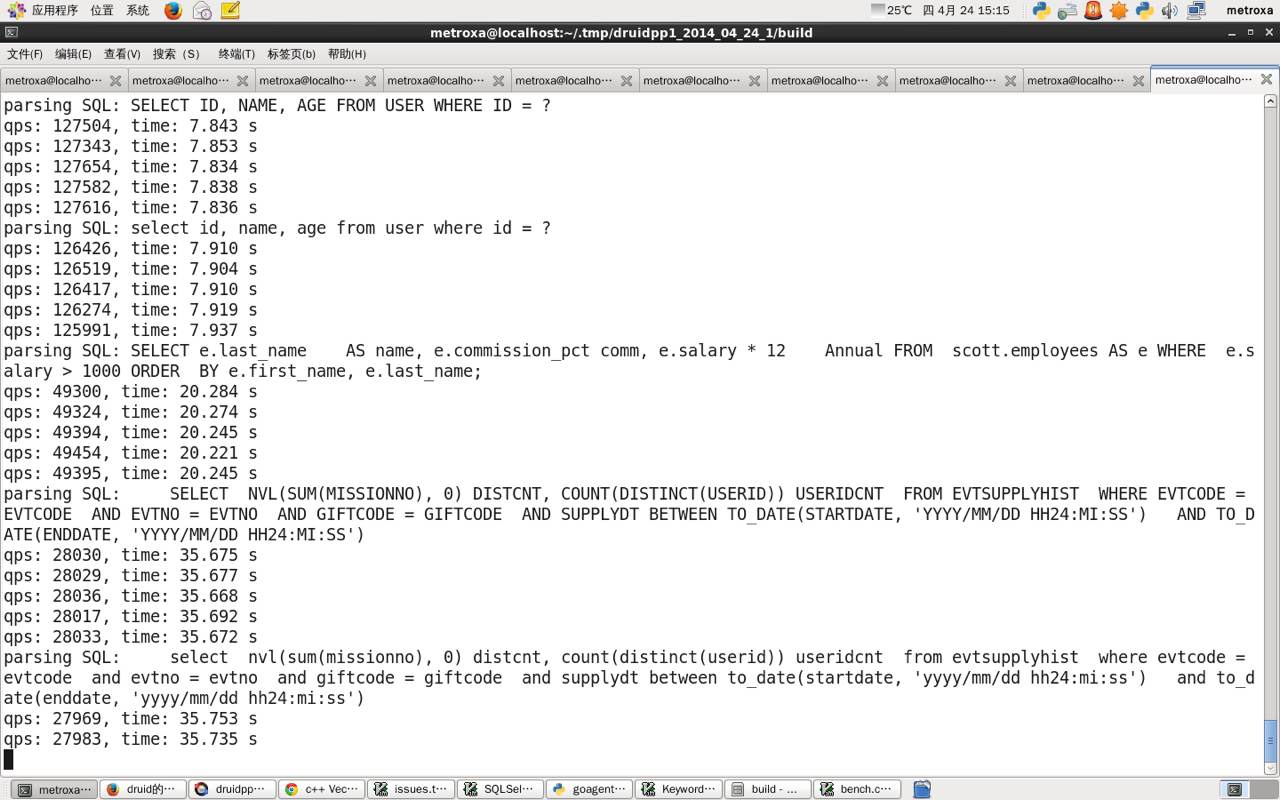 应用程序 位置 系统 25℃ 四 4月 24 15:15 metroxa
metroxa@localhost:~/.tmp/druidpp1_2014_04_24_1/build
文件(F) 编辑(E) 查看(V) 搜索 (S) 终端(T) 标签页(b) 帮助(H)
metroxa@localho··· metroxa@localho··· metroxa@localho··· metroxa@localho··· metroxa@localho··· metroxa@localho··· metroxa@localho··· metroxa@localho··· metroxa@localho··· metroxa@localho···
parsing SQL: SELECT ID, NAME, AGE FROM USER WHERE ID = ?
qps: 127504, time: 7.843 s
qps: 127343, time: 7.853 s
qps: 127654, time: 7.834 s
qps: 127582, time: 7.838 s
qps: 127616, time: 7.836 s
parsing SQL: select id, name, age from user where id = ?
qps: 126426, time: 7.910 s
qps: 126519, time: 7.904 s
qps: 126417, time: 7.910 s
qps: 126274, time: 7.919 s
qps: 125991, time: 7.937 s
parsing SQL: SELECT e.last_name    AS name, e.commission_pct comm, e.salary * 12    Annual FROM  scott.employees AS e WHERE  e.s
alary > 1000 ORDER  BY e.first_name, e.last_name;
qps: 49300, time: 20.284 s
qps: 49324, time: 20.274 s
qps: 49394, time: 20.245 s
qps: 49454, time: 20.221 s
qps: 49395, time: 20.245 s
parsing SQL:     SELECT  NVL(SUM(MISSIONNO), 0) DISTCNT, COUNT(DISTINCT(USERID)) USERIDCNT  FROM EVTSUPPLYHIST  WHERE EVTCODE =
EVTCODE  AND EVTNO = EVTNO  AND GIFTCODE = GIFTCODE  AND SUPPLYDT BETWEEN TO_DATE(STARTDATE, 'YYYY/MM/DD HH24:MI:SS')   AND TO_D
ATE(ENDDATE, 'YYYY/MM/DD HH24:MI:SS')
qps: 28030, time: 35.675 s
qps: 28029, time: 35.677 s
qps: 28036, time: 35.668 s
qps: 28017, time: 35.692 s
qps: 28033, time: 35.672 s
parsing SQL:     select  nvl(sum(missionno), 0) distcnt, count(distinct(userid)) useridcnt  from evtsupplyhist  where evtcode =
evtcode  and evtno = evtno  and giftcode = giftcode  and supplydt between to_date(startdate, 'yyyy/mm/dd hh24:mi:ss')   and to_d
ate(enddate, 'yyyy/mm/dd hh24:mi:ss')
qps: 27969, time: 35.753 s
qps: 27983, time: 35.735 s
metroxa··· druid的··· druidpp··· c++ Vec··· issues.t··· SQLSel··· goagent··· Keyword··· build - ... bench.c···